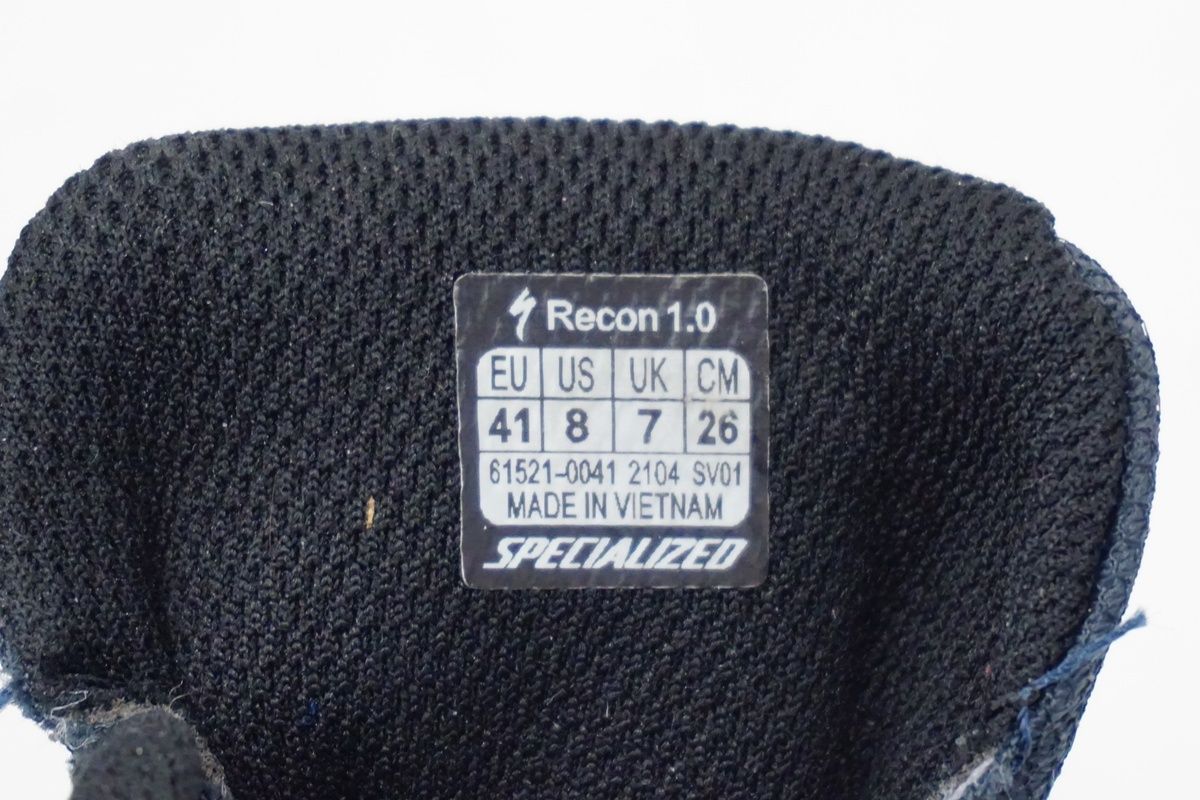 Recon 1.0
EU US UK CM
41 8 7 26
61521-0041 2104 SV01
MADE IN VIETNAM
SPECIALIZED